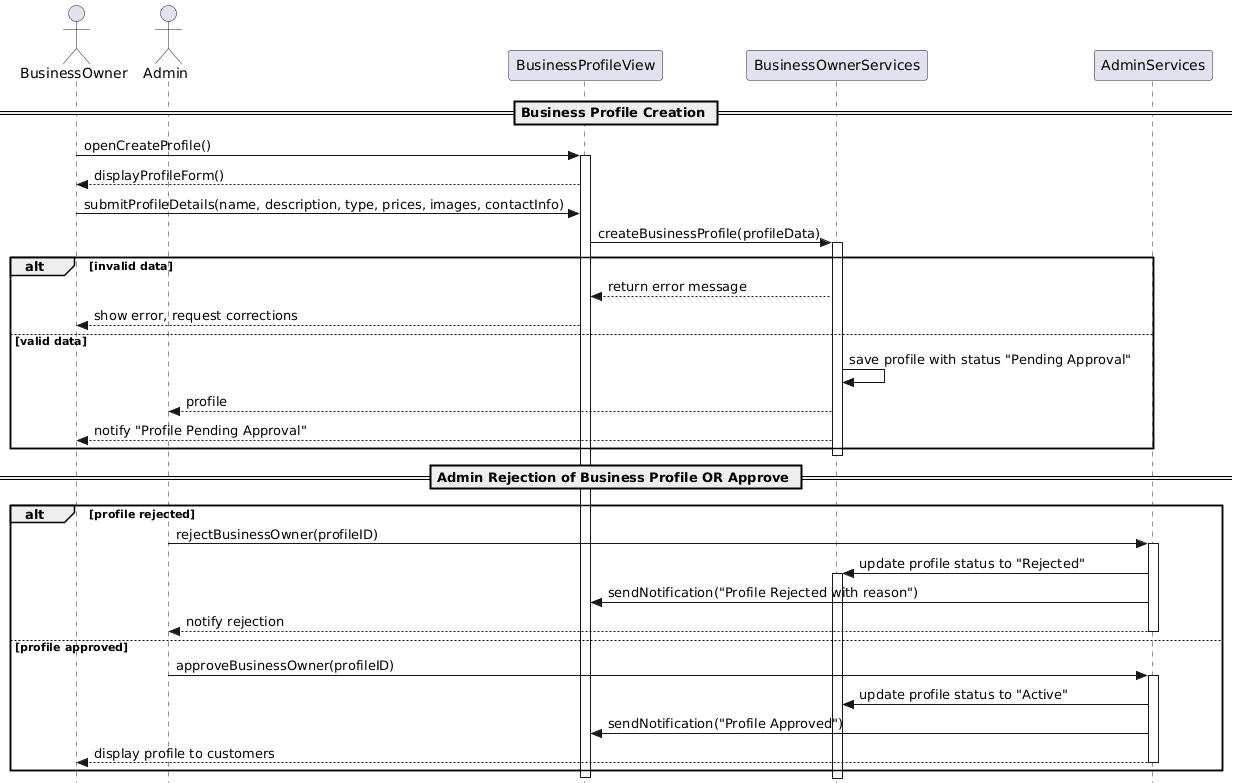 BusinessOwner Admin BusinessProfileView BusinessOwnerServices AdminServices
Business Profile Creation
openCreateProfile()
displayProfileForm()
submitProfileDetails(name, description, type, prices, images, contactInfo)
createBusinessProfile(profileData)
alt [invalid data]
return error message
show error, request corrections
[valid data]
save profile with status "Pending Approval"
profile
notify "Profile Pending Approval"
Admin Rejection of Business Profile OR Approve
alt [profile rejected]
rejectBusinessOwner(profileID)
update profile status to "Rejected"
sendNotification("Profile Rejected with reason")
notify rejection
[profile approved]
approveBusinessOwner(profileID)
update profile status to "Active"
sendNotification("Profile Approved")
display profile to customers